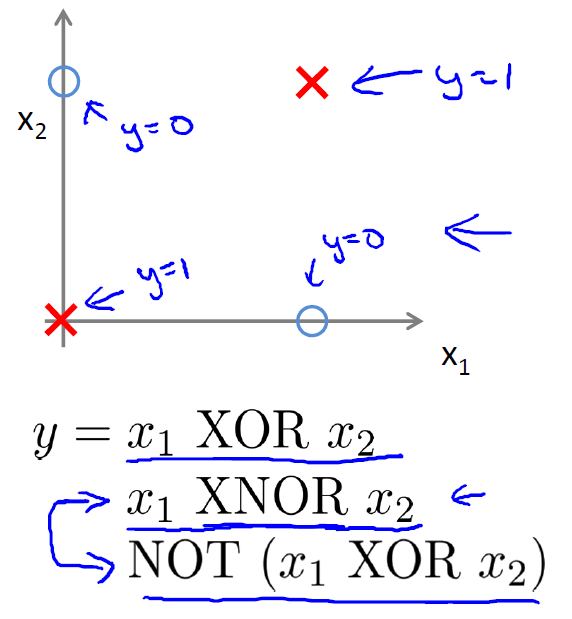 y=1
x₂
y=0
y=0
y=1
x₁
y = x₁ XOR x₂
x₁ XNOR x₂
NOT (x₁ XOR x₂)